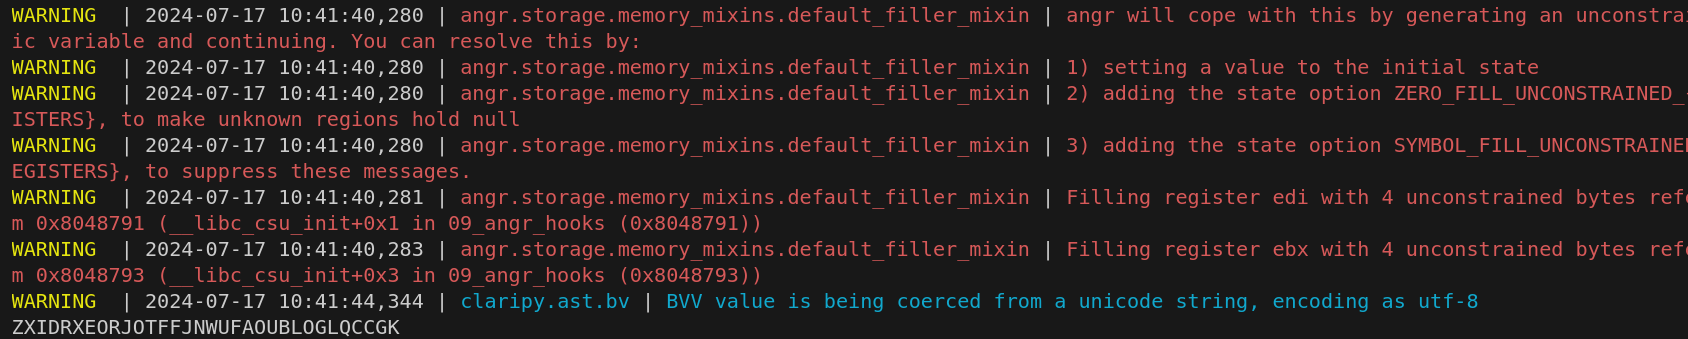 WARNING  | 2024-07-17 10:41:40,280 | angr.storage.memory_mixins.default_filler_mixin | angr will cope with this by generating an
ic variable and continuing. You can resolve this by:
WARNING  | 2024-07-17 10:41:40,280 | angr.storage.memory_mixins.default_filler_mixin | 1) setting a value to the initial state
WARNING  | 2024-07-17 10:41:40,280 | angr.storage.memory_mixins.default_filler_mixin | 2) adding the state option ZERO_FILL_UNCONSTRAINED_
ISTERS}, to make unknown regions hold null
WARNING  | 2024-07-17 10:41:40,280 | angr.storage.memory_mixins.default_filler_mixin | 3) adding the state option SYMBOL_FILL_UNCONSTRAINE
EGISTERS}, to suppress these messages.
WARNING  | 2024-07-17 10:41:40,281 | angr.storage.memory_mixins.default_filler_mixin | Filling register edi with 4 unconstrained bytes
m 0x8048791 (__libc_csu_init+0x1 in 09_angr_hooks (0x8048791))
WARNING  | 2024-07-17 10:41:40,283 | angr.storage.memory_mixins.default_filler_mixin | Filling register ebx with 4 unconstrained bytes
m 0x8048793 (__libc_csu_init+0x3 in 09_angr_hooks (0x8048793))
WARNING  | 2024-07-17 10:41:44,344 | claripy.ast.bv | BVV value is being coerced from a unicode string, encoding as utf-8
ZXIDRXEORJOTFFJNWUFAOUBLOGLQCCGK